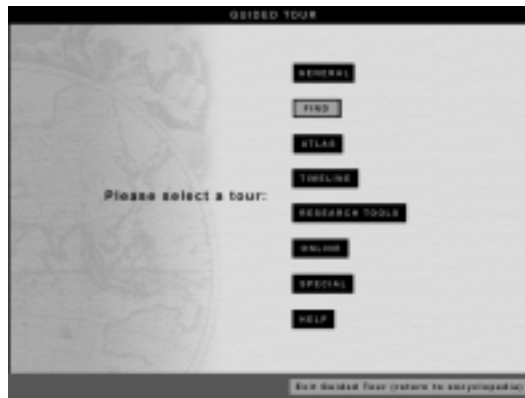 GUIDED TOUR
GENERAL
FIND
ATLAS
TIMELINE
Please select a tour:
RESEARCH TOOLS
ONLINE
SPECIAL
HELP
Exit Guided Tour (return to encyclopedia)